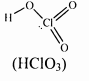 H O
:Cl O
O
(HClO₃)